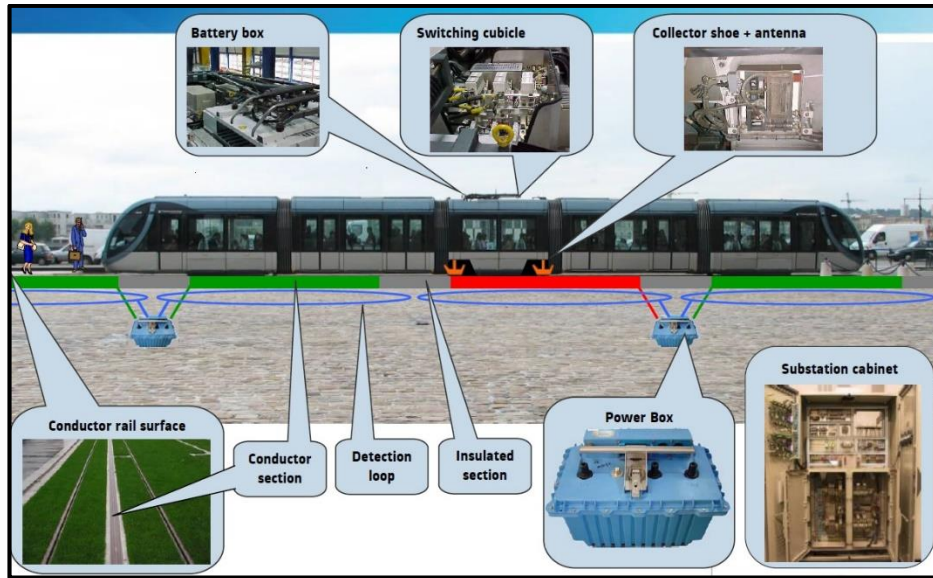 Battery box
Switching cubicle
Collector shoe + antenna
Conductor rail surface
Conductor
section
Detection
loop
Insulated
section
Power Box
Substation cabinet